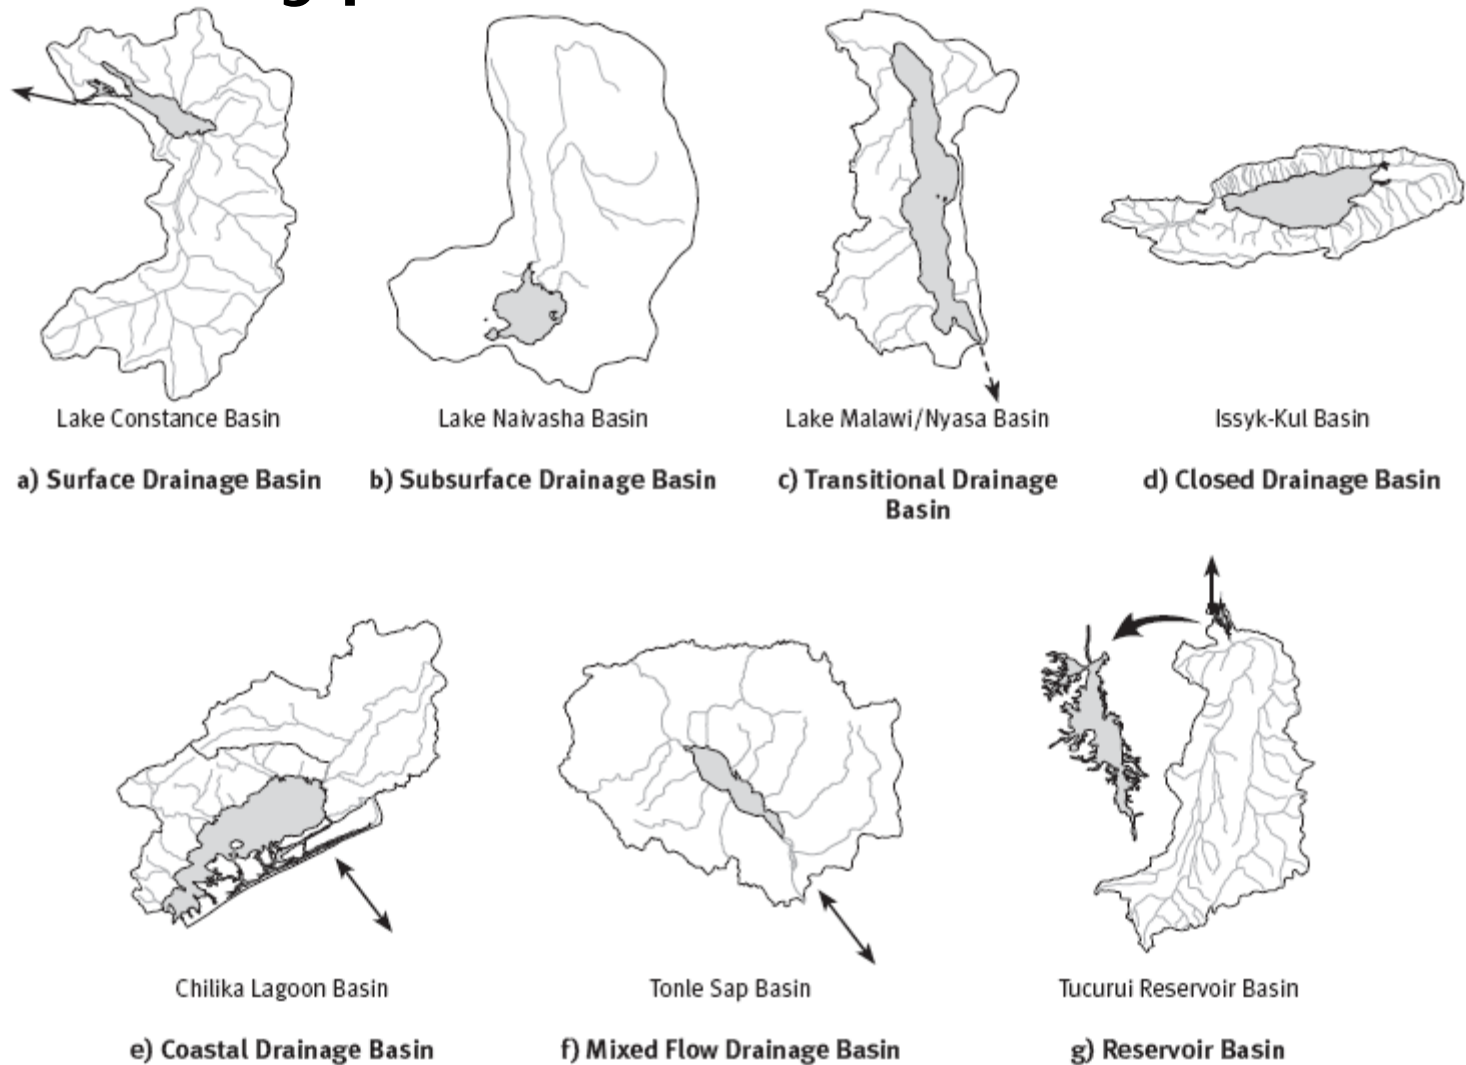 Lake Constance Basin
a) Surface Drainage Basin
Lake Naivasha Basin
b) Subsurface Drainage Basin
Lake Malawi/Nyasa Basin
c) Transitional Drainage
Basin
Issyk-Kul Basin
d) Closed Drainage Basin
Chilika Lagoon Basin
e) Coastal Drainage Basin
Tonle Sap Basin
f) Mixed Flow Drainage Basin
Tucurui Reservoir Basin
g) Reservoir Basin